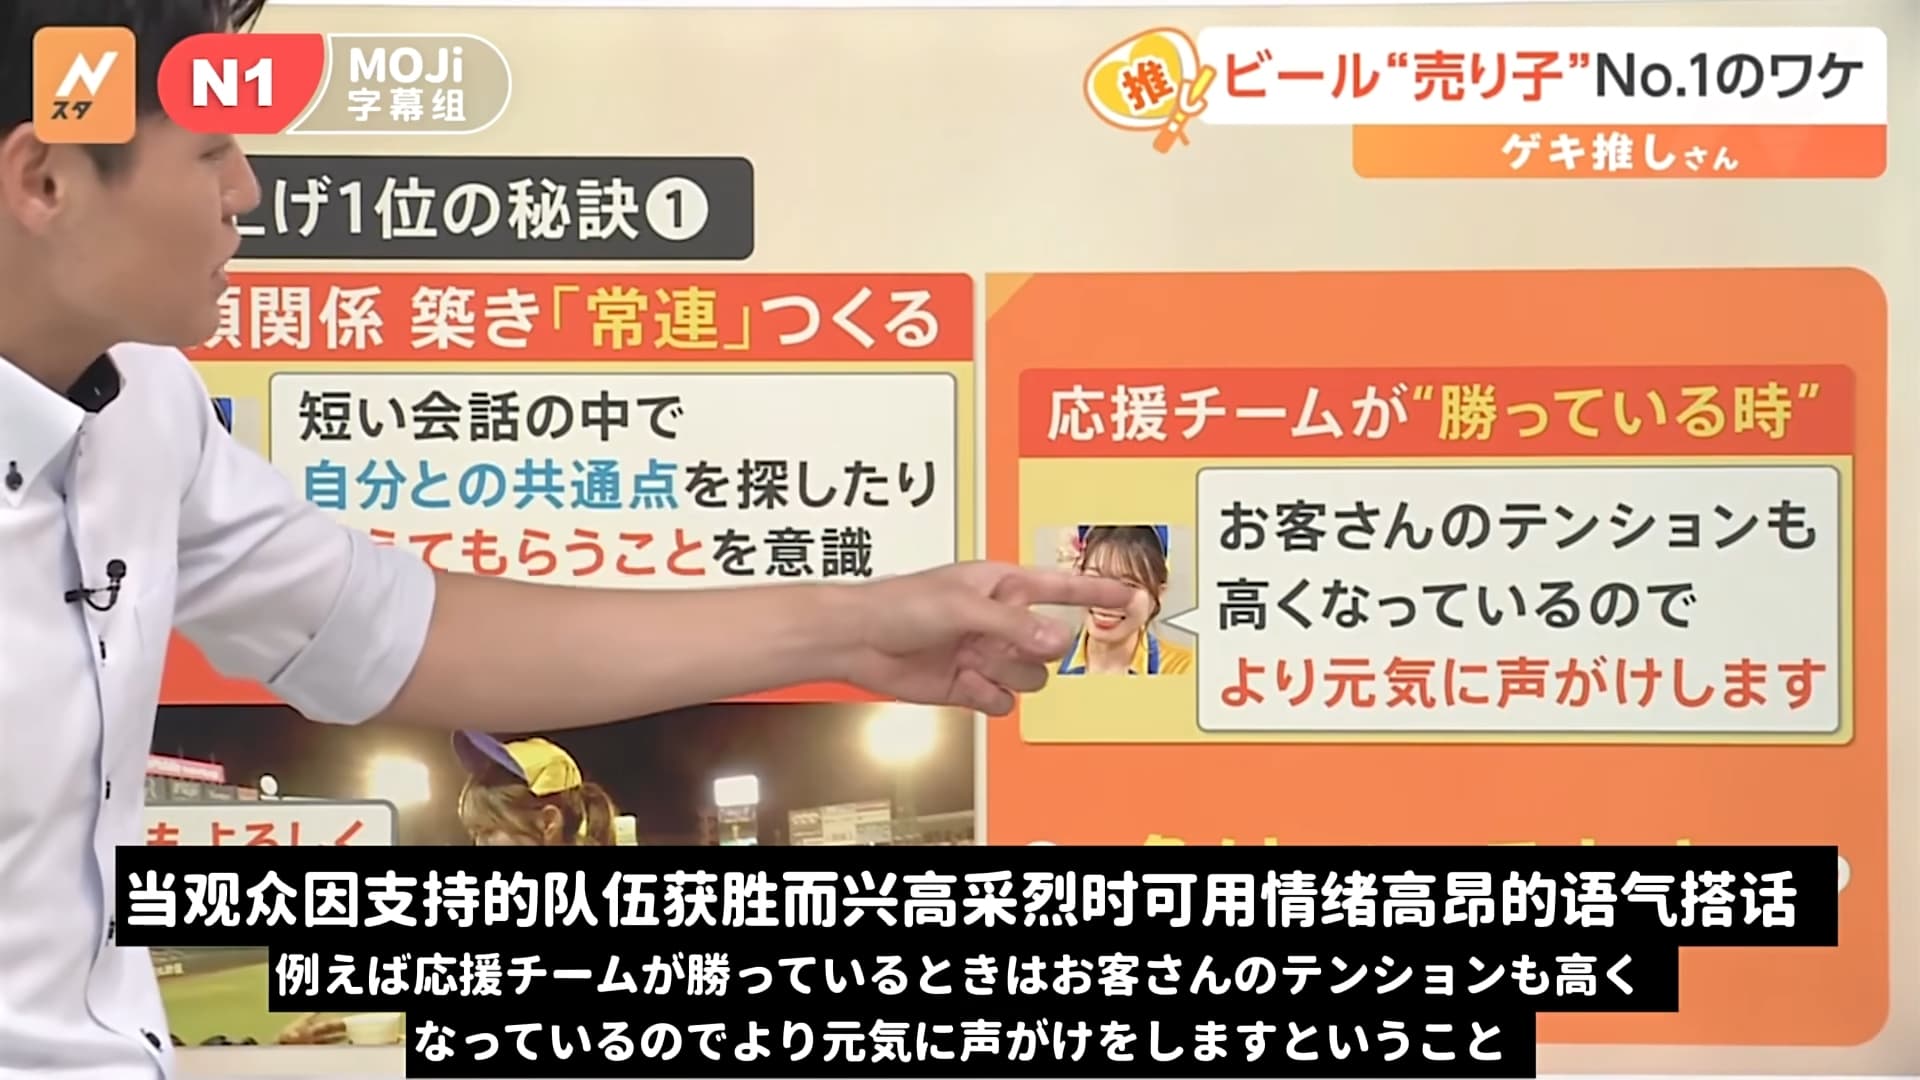 Nスタ
N1
MOJi
字幕组
推し
ビール“売り子”No.1のワケ
ゲキ推しさん
げ1位の秘訣❶
関係 築き「常連」つくる
短い会話の中で
自分との共通点を探したり
えてもらうことを意識
応援チームが“勝っている時”
お客さんのテンションも
高くなっているので
より元気に声がけします
もよろしく
当观众因支持的队伍获胜而兴高采烈时可用情绪高昂的语气搭话
例えば応援チームが勝っているときはお客さんのテンションも高く
なっているのでより元気に声がけをしますということ